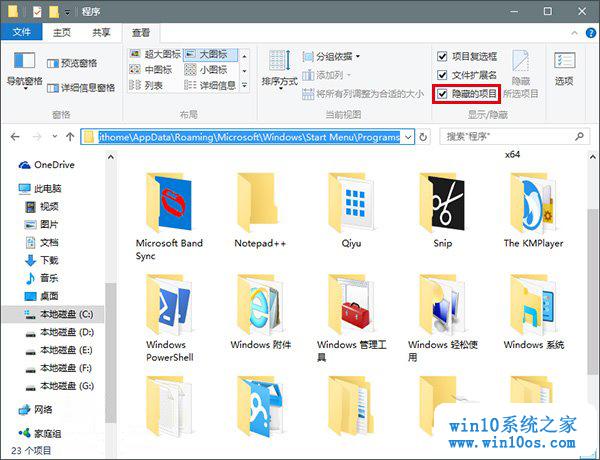 程序
文件 主页 共享 查看
导航窗格 预览窗格 详细信息窗格
窗格
超大图标 大图标
中图标 小图标
列表 详细信息
布局
排序方式 分组依据
添加列
将所有列调整为合适的大小
当前视图
项目复选框
文件扩展名
隐藏的项目
隐藏
所选项目
显示/隐藏
选项
ithome\AppData\Roaming\Microsoft\Windows\Start Menu\Programs
搜索"程序"
OneDrive
此电脑
视频
图片
文档
下载
音乐
桌面
本地磁盘 (C:)
本地磁盘 (D:)
本地磁盘 (E:)
本地磁盘 (F:)
本地磁盘 (G:)
网络
家庭组
x64
Microsoft Band
Sync
Notepad++
Qiyu
Snip
The KMPlayer
Windows
PowerShell
Windows 附件
Windows 管理工
具
Windows 轻松使
用
Windows 系统
23 个项目
win10系统之家
www.win10os.com